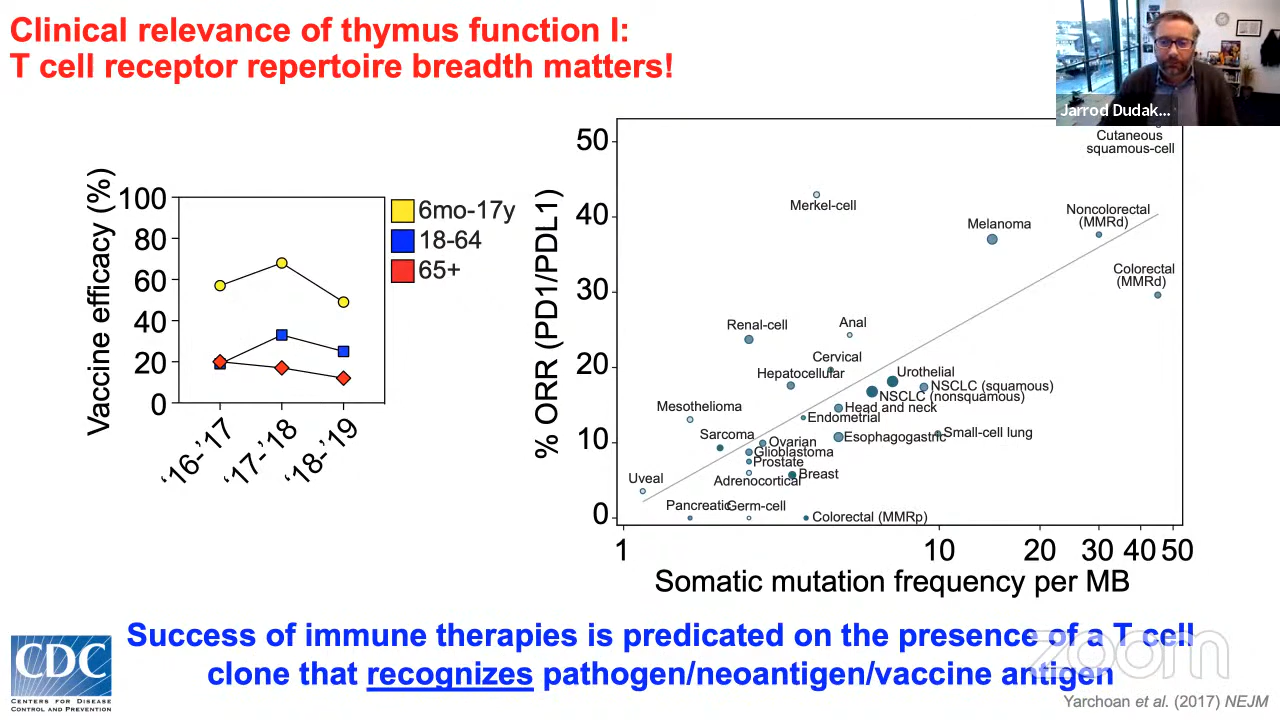 Clinical relevance of thymus function I:
T cell receptor repertoire breadth matters!
Jarrod Dudak...
Vaccine efficacy (%)
100
80
60
40
20
0
‘16-’17
‘17-’18
‘18-’19
6mo-17y
18-64
65+
% ORR (PD1/PDL1)
50
40
30
20
10
0
Cutaneous
squamous-cell
Merkel-cell
Melanoma
Noncolorectal
(MMRd)
Colorectal
(MMRd)
Renal-cell
Anal
Cervical
Hepatocellular
Urothelial
NSCLC (squamous)
NSCLC (nonsquamous)
Mesothelioma
Head and neck
Endometrial
Sarcoma
Ovarian
Esophagogastric
Small-cell lung
Glioblastoma
Prostate
Adrenocortical
Breast
Uveal
Pancreatic
Germ-cell
Colorectal (MMRp)
1
10
20
30
40
50
Somatic mutation frequency per MB
Success of immune therapies is predicated on the presence of a T cell
clone that recognizes pathogen/neoantigen/vaccine antigen
zoom
CDC
CENTERS FOR DISEASE
CONTROL AND PREVENTION
Yarchoan et al. (2017) NEJM